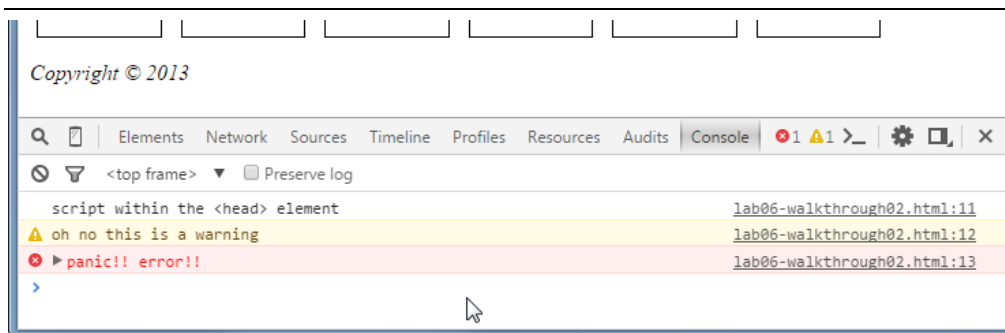 Copyright © 2013
Elements Network Sources Timeline Profiles Resources Audits Console 1 1
<top frame> ▼ Preserve log
script within the <head> element lab06-walkthrough02.html:11
oh no this is a warning lab06-walkthrough02.html:12
panic!! error!! lab06-walkthrough02.html:13